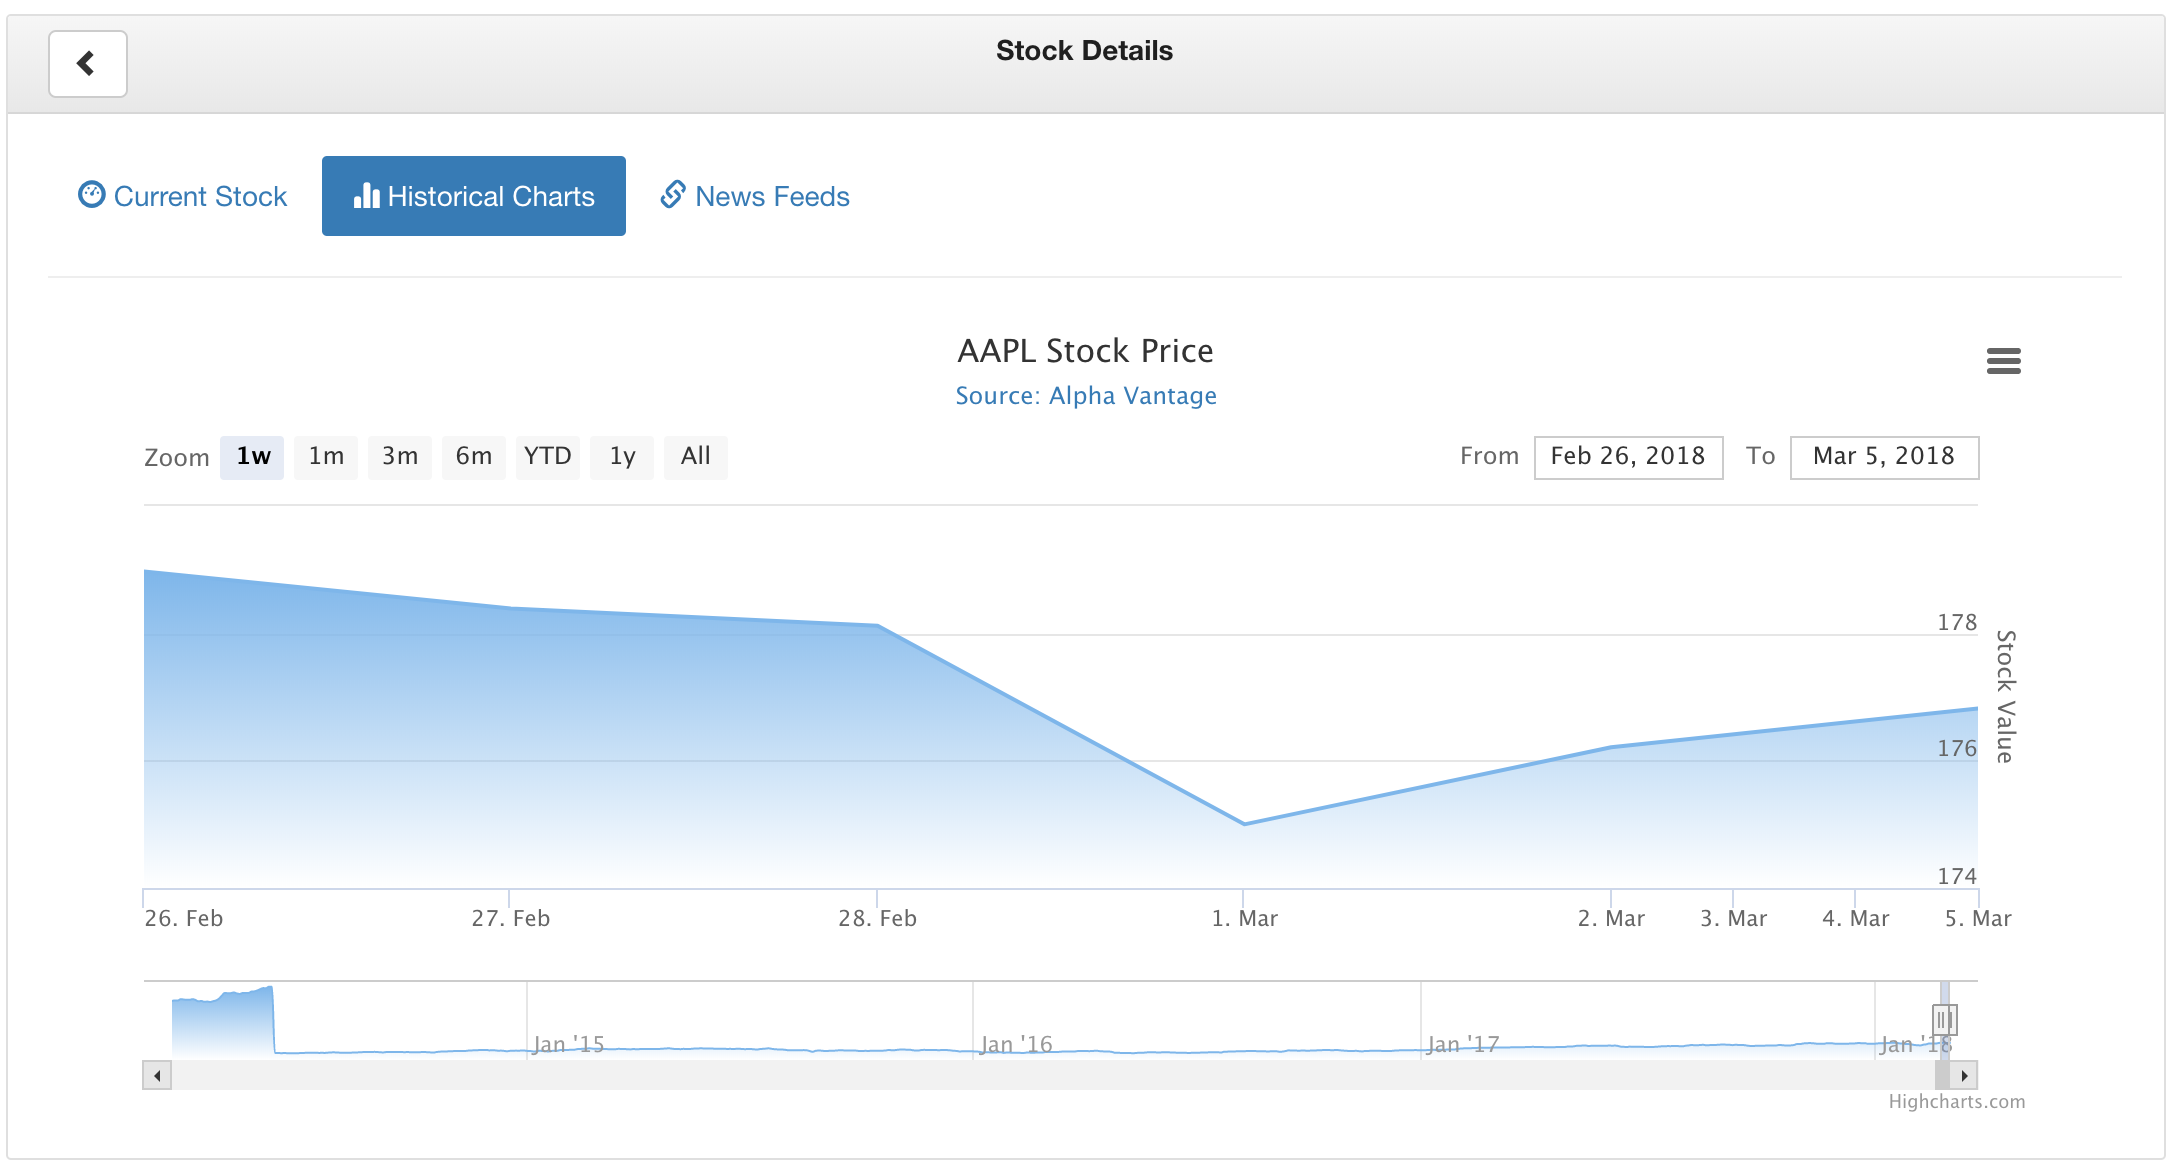 Stock Details
Current Stock Historical Charts News Feeds
AAPL Stock Price
Source: Alpha Vantage
Zoom 1w 1m 3m 6m YTD 1y All From Feb 26, 2018 To Mar 5, 2018
178
176
174
Stock Value
26. Feb 27. Feb 28. Feb 1. Mar 2. Mar 3. Mar 4. Mar 5. Mar
Jan '15 Jan '16 Jan '17 Jan '18
Highcharts.com